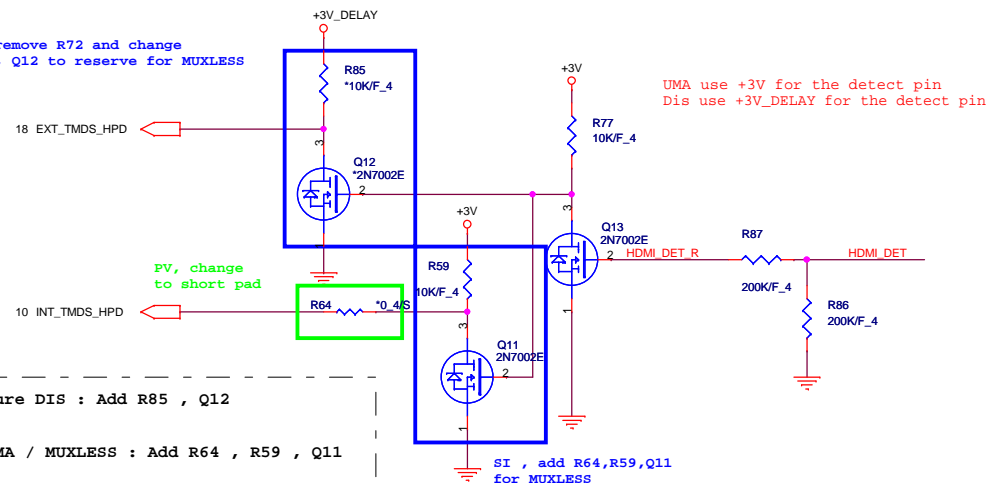 +3V_DELAY
remove R72 and change
Q12 to reserve for MUXLESS
R85
*10K/F_4
+3V
UMA use +3V for the detect pin
Dis use +3V_DELAY for the detect pin
R77
10K/F_4
18 EXT_TMDS_HPD
3
Q12
*2N7002E
2
1
+3V
3
Q13
2N7002E
2
HDMI_DET_R
R87
200K/F_4
HDMI_DET
R86
200K/F_4
PV, change
to short pad
R59
10K/F_4
10 INT_TMDS_HPD
R64
*0_4/S
3
1
Q11
2N7002E
2
1
ure DIS : Add R85 , Q12
MA / MUXLESS : Add R64 , R59 , Q11
SI , add R64,R59,Q11
for MUXLESS